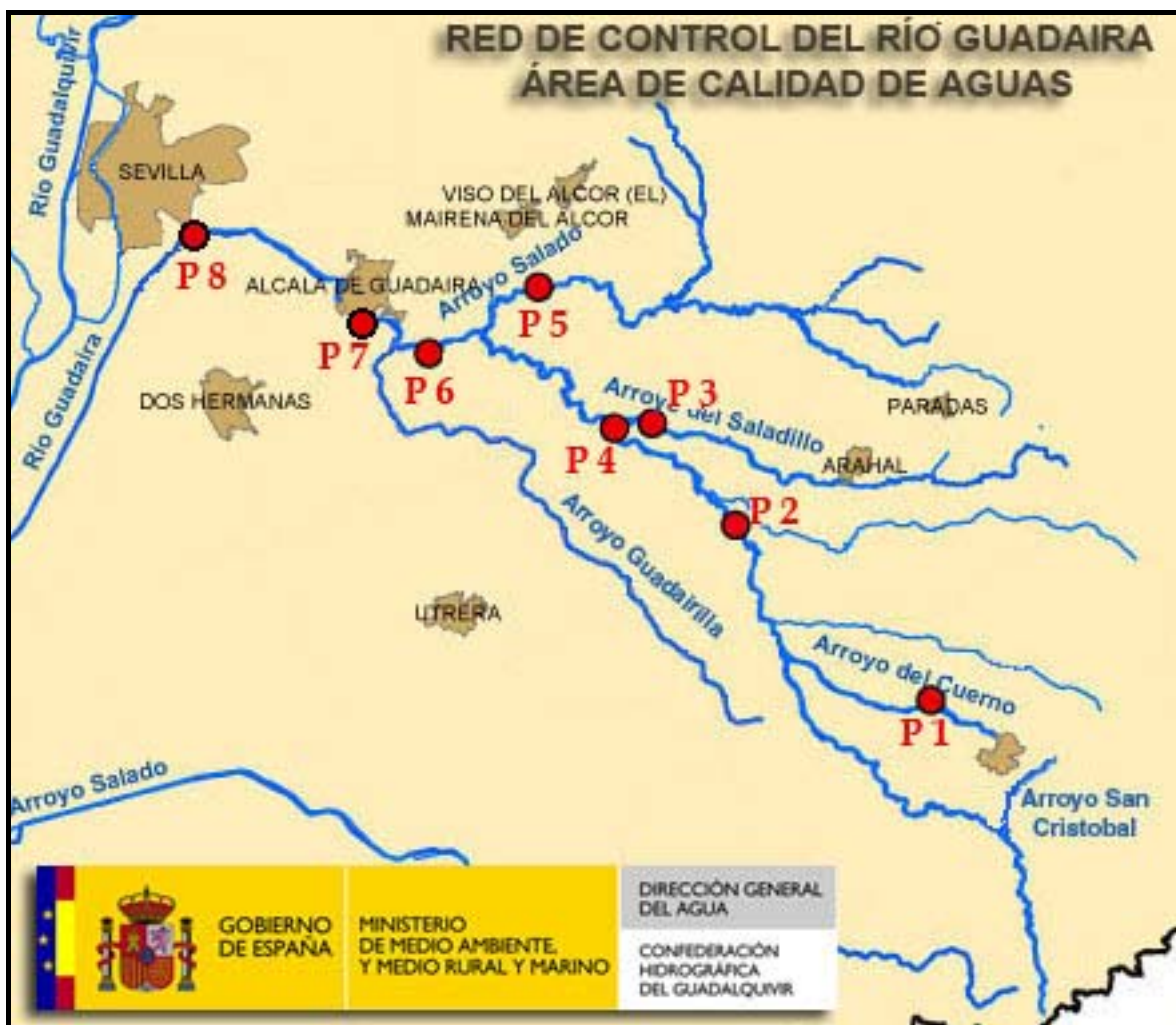 RED DE CONTROL DEL RÍO GUADAIRA
ÁREA DE CALIDAD DE AGUAS
Río Guadalquivir
SEVILLA
VISO DEL ALCOR (EL)
MAIRENA DEL ALCOR
P 8
ALCALA DE GUADAIRA
Arroyo Salado
P 5
P 7
P 6
Río Guadaira
DOS HERMANAS
Arroyo del Saladillo
P 3
PARADAS
P 4
ARAHAL
P 2
Arroyo Guadairilla
UTRERA
Arroyo del Cuerno
P 1
Arroyo San
Cristobal
Arroyo Salado
GOBIERNO
DE ESPAÑA
MINISTERIO
DE MEDIO AMBIENTE,
Y MEDIO RURAL Y MARINO
DIRECCIÓN GENERAL
DEL AGUA
CONFEDERACIÓN
HIDROGRÁFICA
DEL GUADALQUIVIR